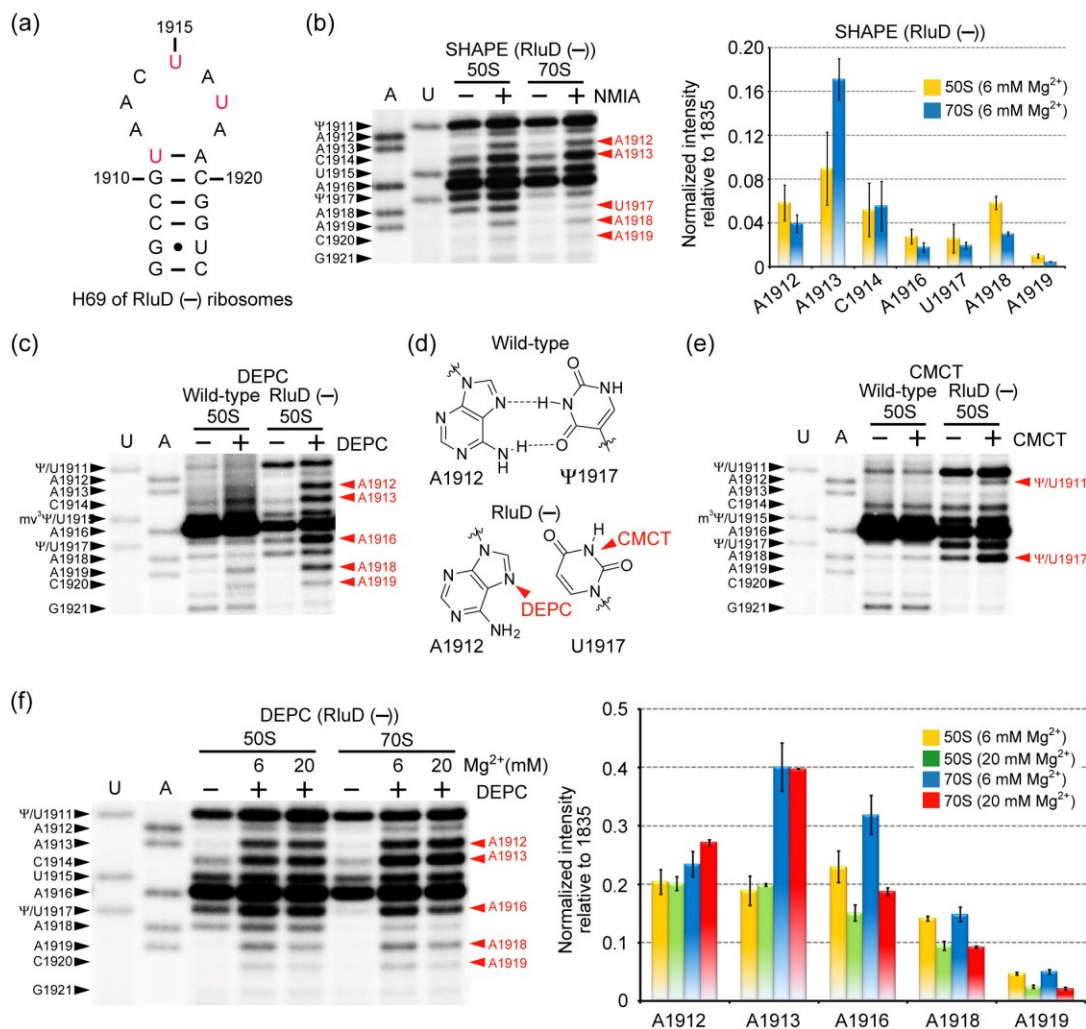 (a)
1915
U
C A
A U
A A
U A
1910 G C 1920
C G
C G
G U
G C
H69 of RluD (−) ribosomes
(b)
SHAPE (RluD (−))
50S 70S
A U − + − + NMIA
Ψ1911
A1912
A1913
C1914
U1915
A1916
Ψ1917
A1918
A1919
C1920
G1921
A1912
A1913
U1917
A1918
A1919
SHAPE (RluD (−))
Normalized intensity
relative to 1835
0.20
0.16
0.12
0.08
0.04
0
50S (6 mM Mg²⁺)
70S (6 mM Mg²⁺)
A1912 A1913 C1914 A1916 U1917 A1918 A1919
(c)
DEPC
Wild-type RluD (−)
50S 50S
U A − + − + DEPC
Ψ/U1911
A1912
A1913
C1914
mv³Ψ/U1915
A1916
Ψ/U1917
A1918
A1919
C1920
G1921
A1912
A1913
A1916
A1918
A1919
(d)
Wild-type
O
N NH
N H N
N
N N H O
H
A1912 Ψ1917
RluD (−)
H
O N CMCT
N
N O
N N N
DEPC
NH₂
A1912 U1917
(e)
CMCT
Wild-type RluD (−)
50S 50S
U A − + − + CMCT
Ψ/U1911
A1912
A1913
C1914
m³Ψ/U1915
A1916
Ψ/U1917
A1918
A1919
C1920
G1921
Ψ/U1911
Ψ/U1917
(f)
DEPC (RluD (−))
50S 70S
6 20 6 20 Mg²⁺(mM)
U A − + + − + + DEPC
Ψ/U1911
A1912
A1913
C1914
U1915
A1916
Ψ/U1917
A1918
A1919
C1920
G1921
A1912
A1913
A1916
A1918
A1919
Normalized intensity
relative to 1835
0.5
0.4
0.3
0.2
0.1
0
50S (6 mM Mg²⁺)
50S (20 mM Mg²⁺)
70S (6 mM Mg²⁺)
70S (20 mM Mg²⁺)
A1912 A1913 A1916 A1918 A1919